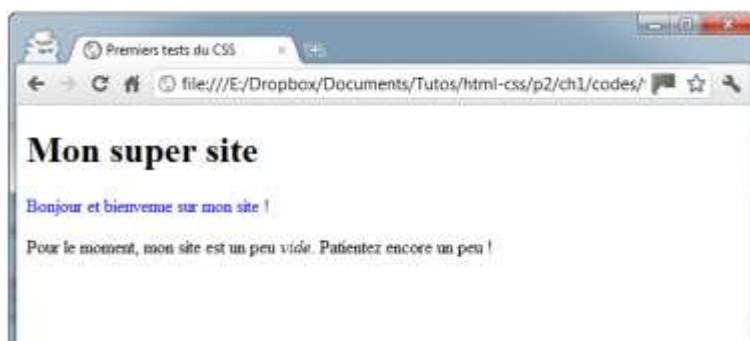 Premiers tests du CSS
file:///E:/Dropbox/Documents/Tutos/html-css/p2/ch1/codes/
Mon super site
Bonjour et bienvenue sur mon site !
Pour le moment, mon site est un peu vide. Patientez encore un peu !